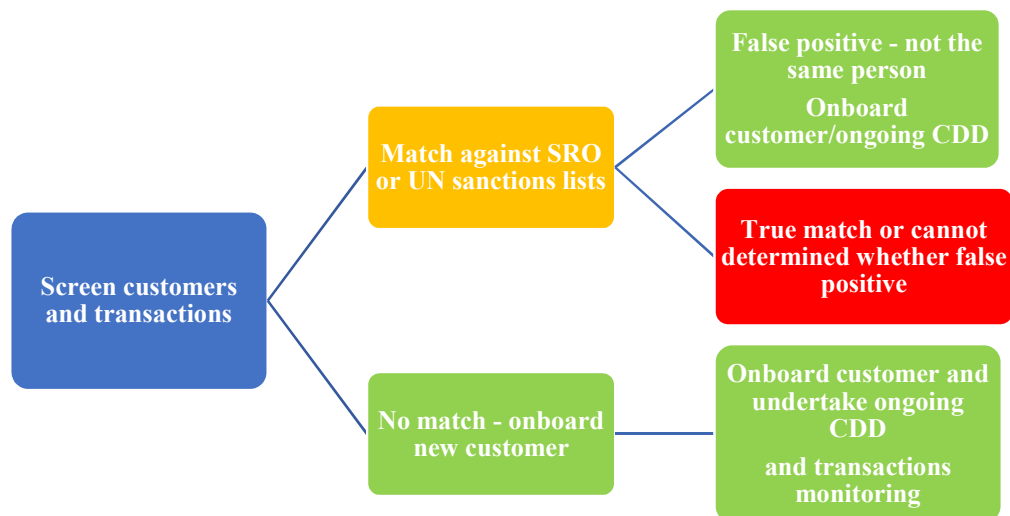 Screen customers
and transactions
Match against SRO
or UN sanctions lists
False positive - not the
same person
Onboard
customer/ongoing CDD
True match or cannot
determined whether false
positive
No match - onboard
new customer
Onboard customer and
undertake ongoing
CDD
and transactions
monitoring